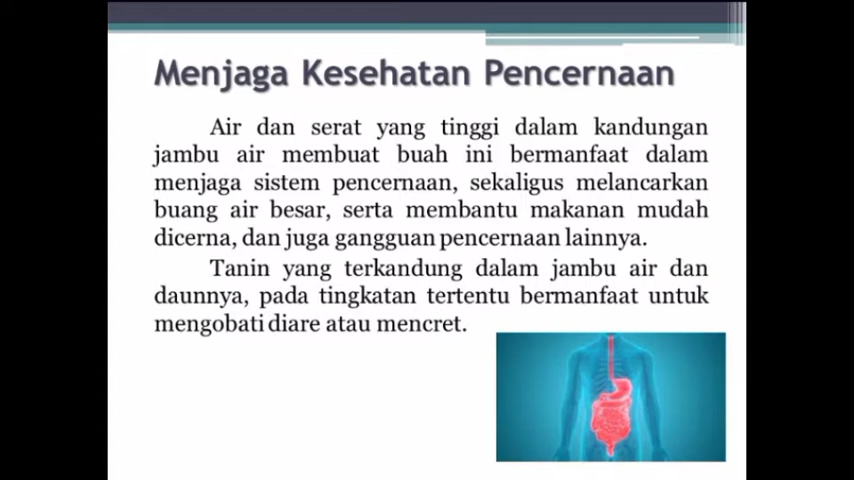 Menjaga Kesehatan Pencernaan
Air dan serat yang tinggi dalam kandungan
jambu air membuat buah ini bermanfaat dalam
menjaga sistem pencernaan, sekaligus melancarkan
buang air besar, serta membantu makanan mudah
dicerna, dan juga gangguan pencernaan lainnya.
Tanin yang terkandung dalam jambu air dan
daunnya, pada tingkatan tertentu bermanfaat untuk
mengobati diare atau mencret.